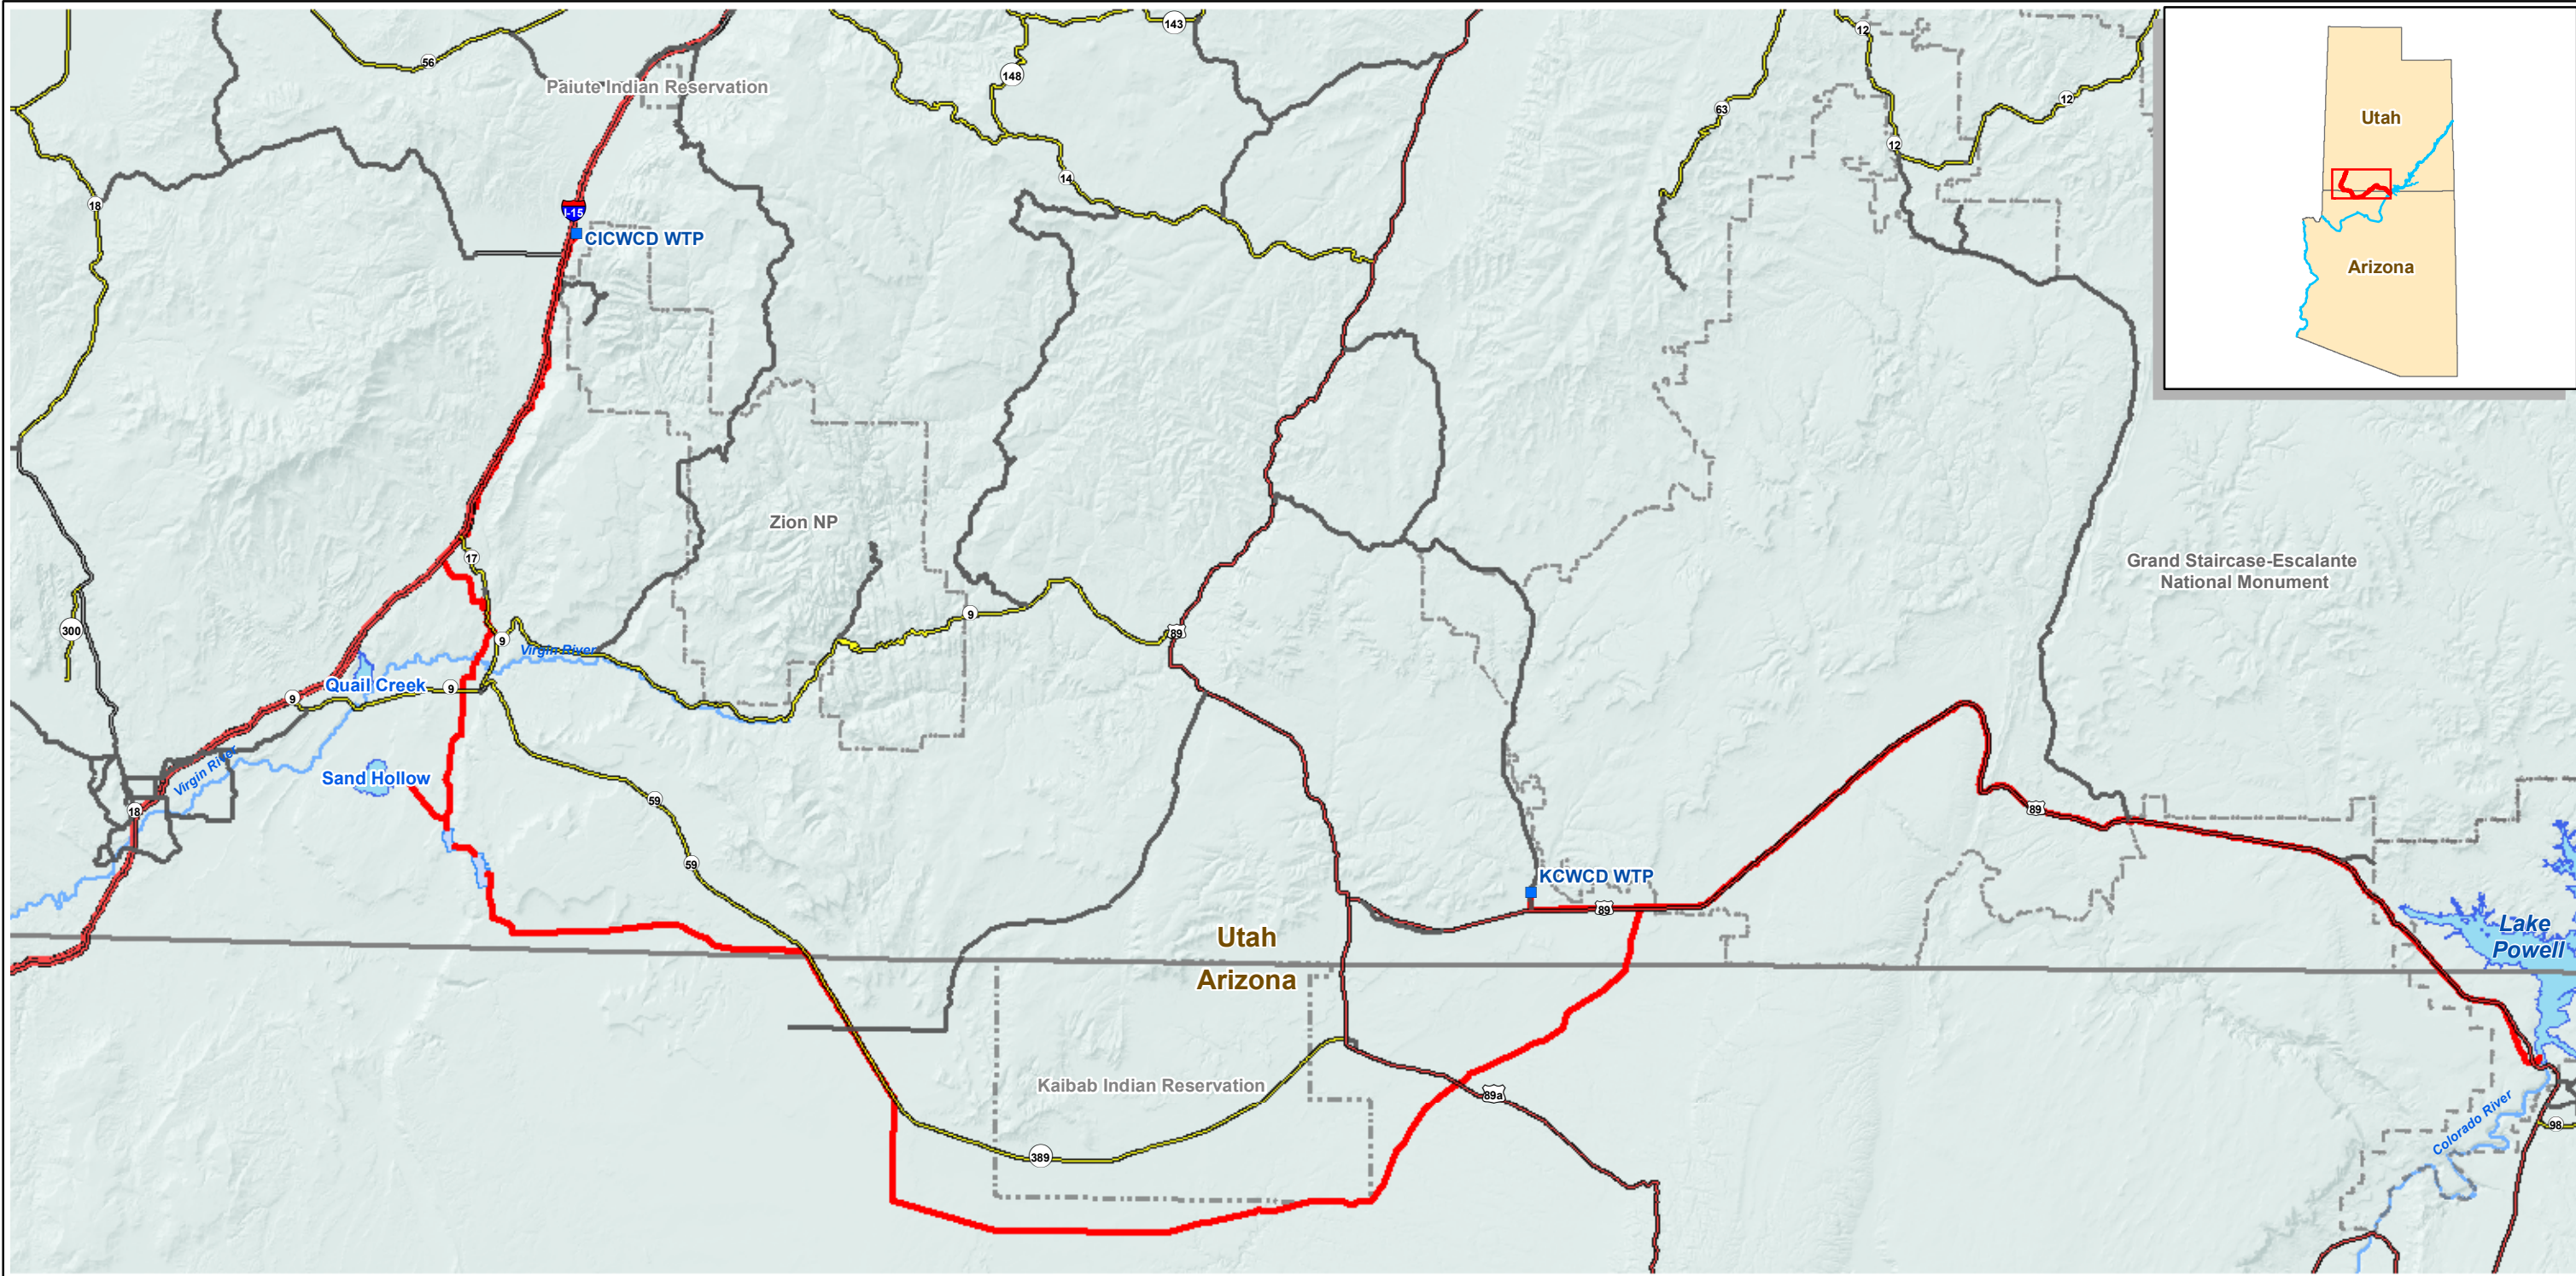 143
12
56
148
Paiute Indian Reservation
63
12
Utah
12
14
18
I-15
CICWCD WTP
Arizona
Zion NP
17
Grand Staircase-Escalante
National Monument
9
300
89
9
Virgin River
Quail Creek
9
9
Virgin River
Sand Hollow
59
18
89
59
KCWCD WTP
89
Utah
Lake
Powell
Arizona
Kaibab Indian Reservation
89a
Colorado River
98
389